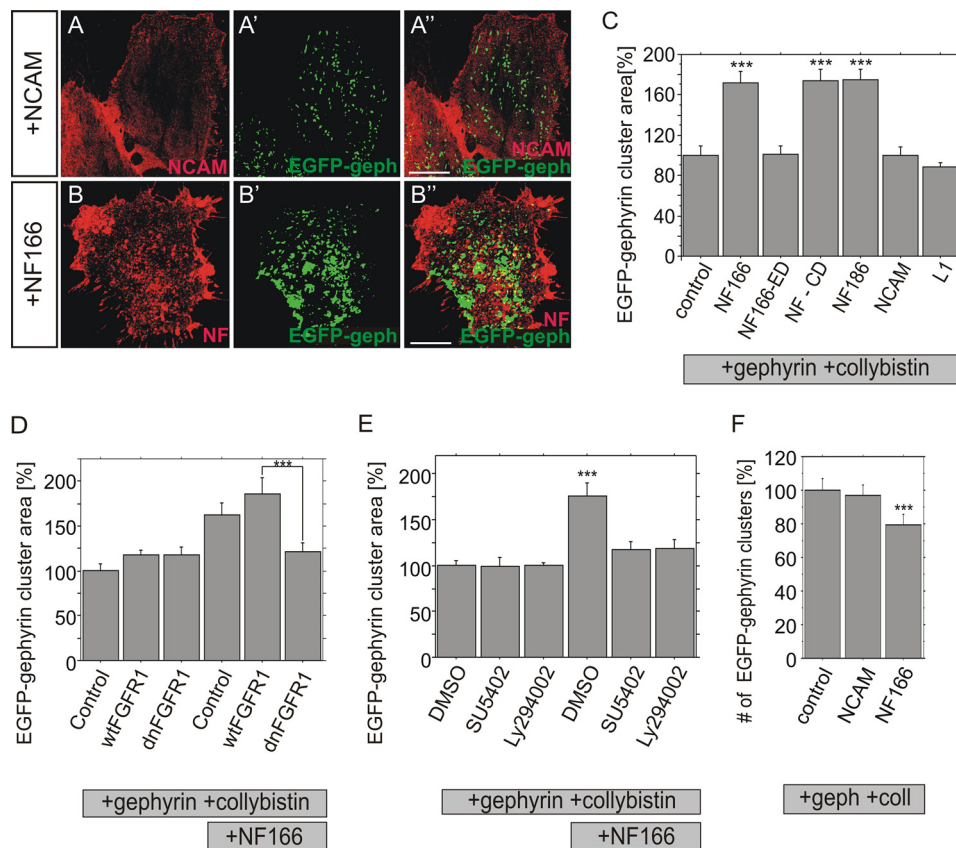 +NCAM
A
NCAM
A'
EGFP-geph
A''
NCAM
EGFP-geph
+NF166
B
NF
B'
EGFP-geph
B''
NF
EGFP-geph
C
EGFP-gephyrin cluster area[%]
200
160
120
80
40
0
***
***
***
control
NF166
NF166-ED
NF - CD
NF186
NCAM
L1
+gephyrin +collybistin
D
EGFP-gephyrin cluster area [%]
200
150
100
50
0
***
Control
wtFGFR1
dnFGFR1
Control
wtFGFR1
dnFGFR1
+gephyrin +collybistin
+NF166
E
EGFP-gephyrin cluster area [%]
200
150
100
50
0
***
DMSO
SU5402
Ly294002
DMSO
SU5402
Ly294002
+gephyrin +collybistin
+NF166
F
# of EGFP-gephyrin clusters [%]
120
100
80
60
40
20
0
***
control
NCAM
NF166
+geph +coll